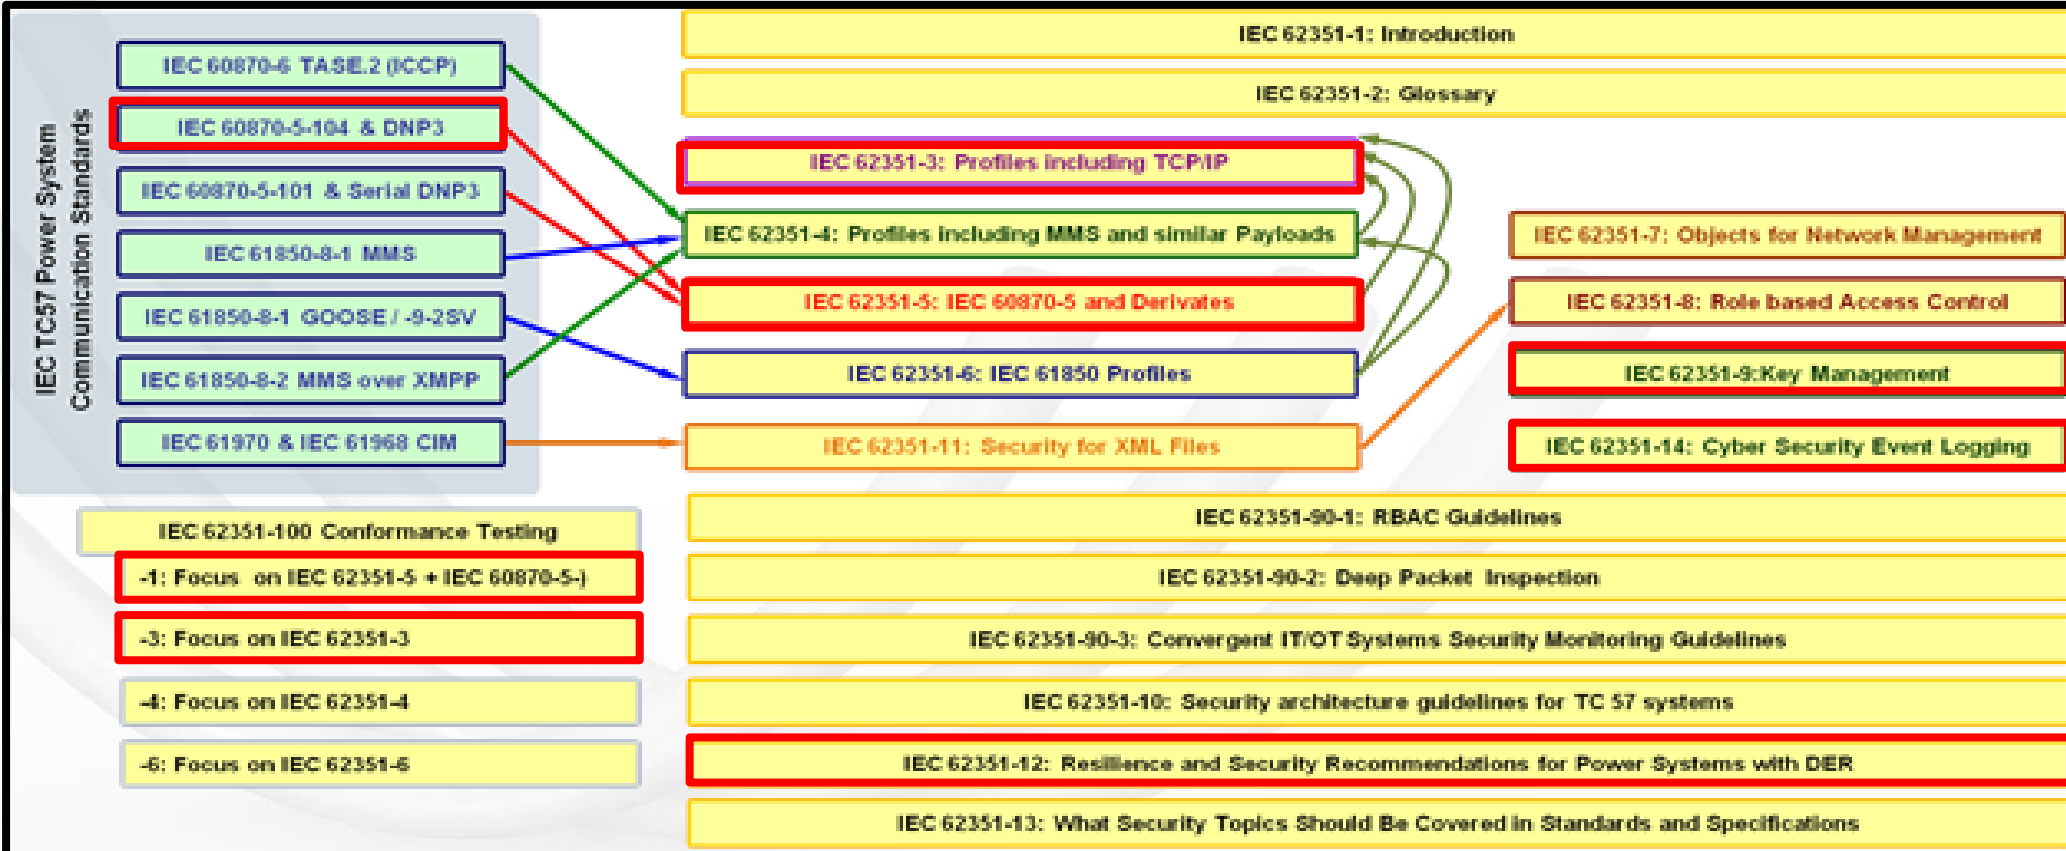 IEC TC57 Power System
Communication Standards
IEC 60870-6 TASE.2 (ICCP)
IEC 60870-5-104 & DNP3
IEC 60870-5-101 & Serial DNP3
IEC 61850-8-1 MMS
IEC 61850-8-1 GOOSE / -9-2SV
IEC 61850-8-2 MMS over XMPP
IEC 61970 & IEC 61968 CIM
IEC 62351-100 Conformance Testing
-1: Focus on IEC 62351-5 + IEC 60870-5-)
-3: Focus on IEC 62351-3
-4: Focus on IEC 62351-4
-6: Focus on IEC 62351-6
IEC 62351-1: Introduction
IEC 62351-2: Glossary
IEC 62351-3: Profiles including TCP/IP
IEC 62351-4: Profiles including MMS and similar Payloads
IEC 62351-5: IEC 60870-5 and Derivates
IEC 62351-6: IEC 61850 Profiles
IEC 62351-11: Security for XML Files
IEC 62351-7: Objects for Network Management
IEC 62351-8: Role based Access Control
IEC 62351-9:Key Management
IEC 62351-14: Cyber Security Event Logging
IEC 62351-90-1: RBAC Guidelines
IEC 62351-90-2: Deep Packet Inspection
IEC 62351-90-3: Convergent IT/OT Systems Security Monitoring Guidelines
IEC 62351-10: Security architecture guidelines for TC 57 systems
IEC 62351-12: Resilience and Security Recommendations for Power Systems with DER
IEC 62351-13: What Security Topics Should Be Covered in Standards and Specifications